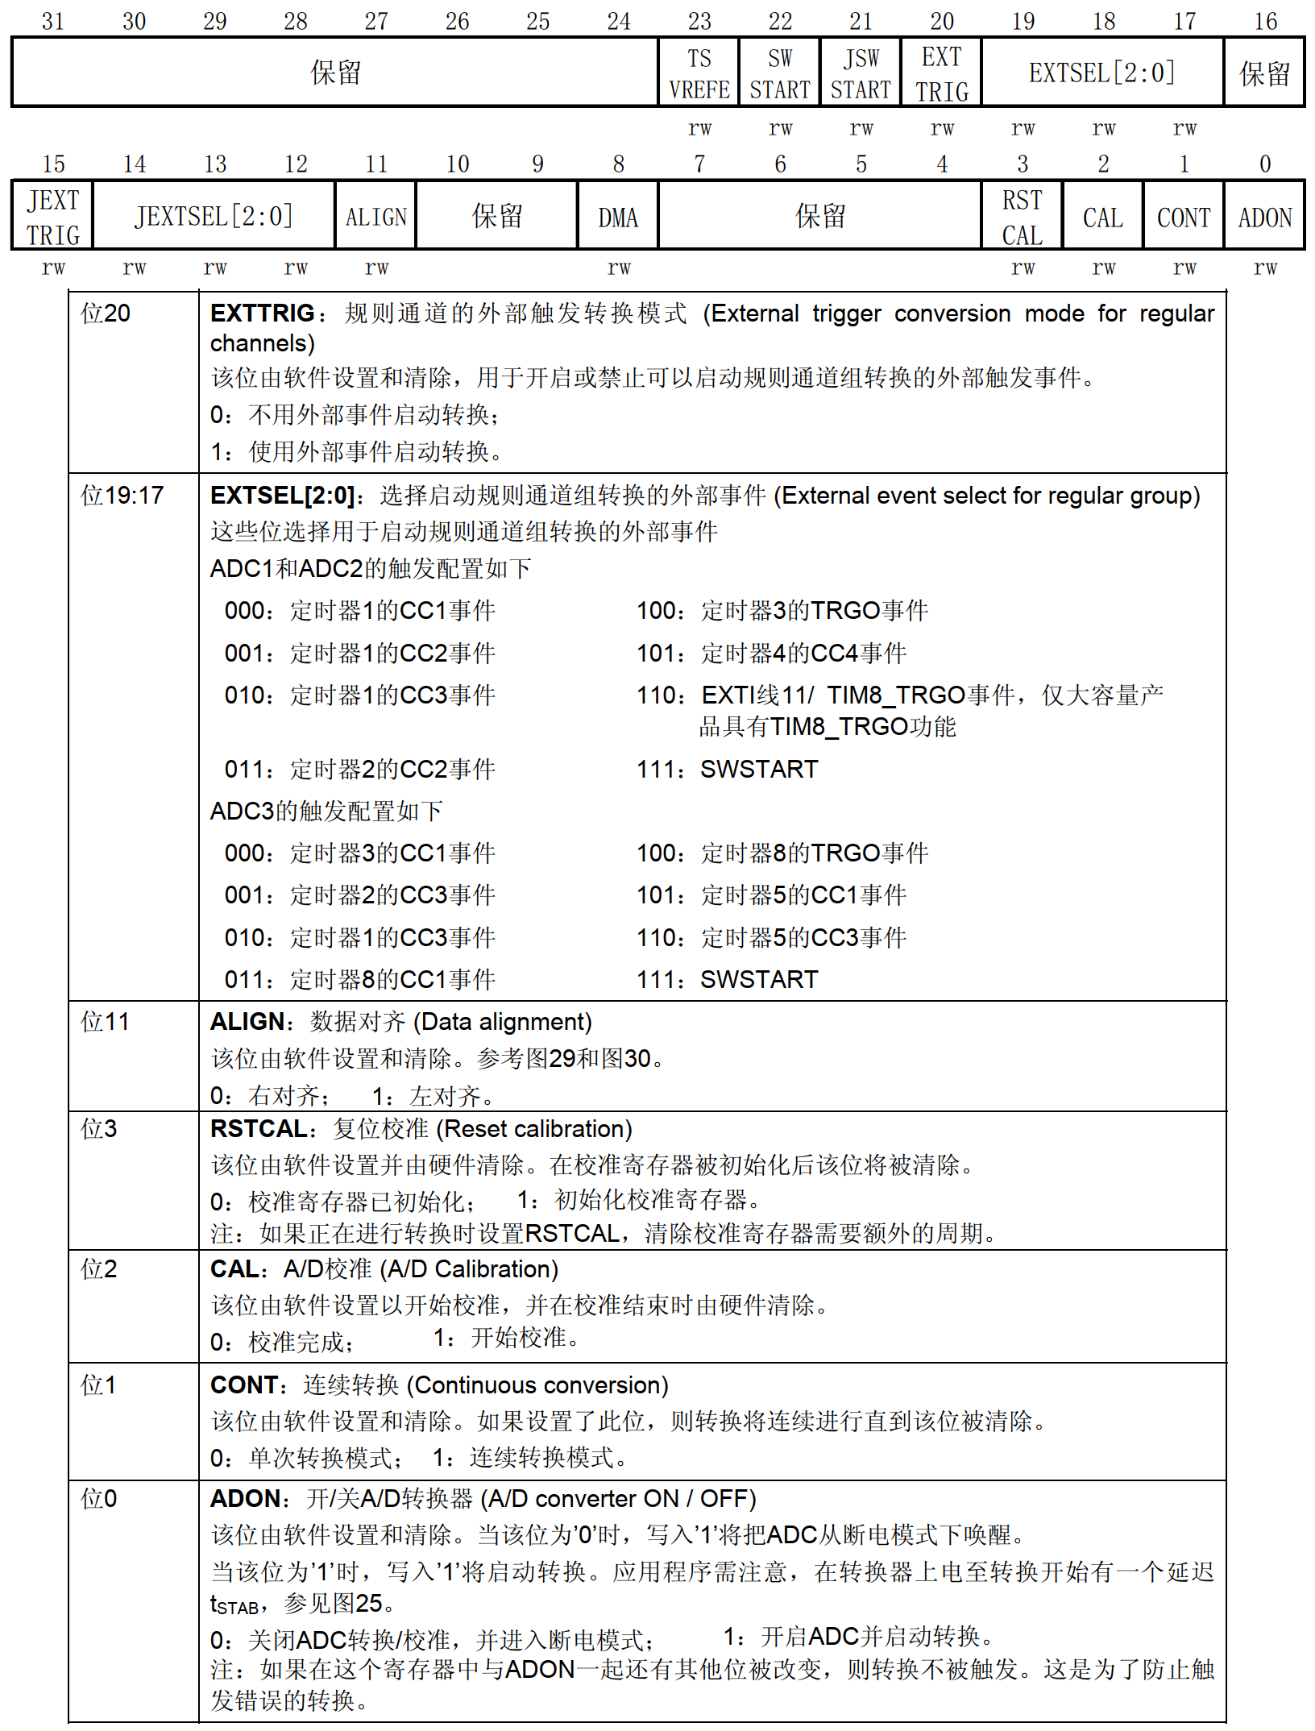 31 30 29 28 27 26 25 24 23 22 21 20 19 18 17 16
保留 TS VREFE SW START JSW START EXT TRIG EXTSEL[2:0] 保留
rw rw rw rw rw rw rw
15 14 13 12 11 10 9 8 7 6 5 4 3 2 1 0
JEXT TRIG JEXTSEL[2:0] ALIGN 保留 DMA 保留 RST CAL CAL CONT ADON
rw rw rw rw rw rw rw rw rw rw
位20 EXTTRIG：规则通道的外部触发转换模式 (External trigger conversion mode for regular
channels)
该位由软件设置和清除，用于开启或禁止可以启动规则通道组转换的外部触发事件。
0：不用外部事件启动转换；
1：使用外部事件启动转换。
位19:17 EXTSEL[2:0]：选择启动规则通道组转换的外部事件 (External event select for regular group)
这些位选择用于启动规则通道组转换的外部事件
ADC1和ADC2的触发配置如下
000：定时器1的CC1事件 100：定时器3的TRGO事件
001：定时器1的CC2事件 101：定时器4的CC4事件
010：定时器1的CC3事件 110：EXTI线11/ TIM8_TRGO事件，仅大容量产
品具有TIM8_TRGO功能
011：定时器2的CC2事件 111：SWSTART
ADC3的触发配置如下
000：定时器3的CC1事件 100：定时器8的TRGO事件
001：定时器2的CC3事件 101：定时器5的CC1事件
010：定时器1的CC3事件 110：定时器5的CC3事件
011：定时器8的CC1事件 111：SWSTART
位11 ALIGN：数据对齐 (Data alignment)
该位由软件设置和清除。参考图29和图30。
0：右对齐； 1：左对齐。
位3 RSTCAL：复位校准 (Reset calibration)
该位由软件设置并由硬件清除。在校准寄存器被初始化后该位将被清除。
0：校准寄存器已初始化； 1：初始化校准寄存器。
注：如果正在进行转换时设置RSTCAL，清除校准寄存器需要额外的周期。
位2 CAL：A/D校准 (A/D Calibration)
该位由软件设置以开始校准，并在校准结束时由硬件清除。
0：校准完成； 1：开始校准。
位1 CONT：连续转换 (Continuous conversion)
该位由软件设置和清除。如果设置了此位，则转换将连续进行直到该位被清除。
0：单次转换模式； 1：连续转换模式。
位0 ADON：开/关A/D转换器 (A/D converter ON / OFF)
该位由软件设置和清除。当该位为’0’时，写入’1’将把ADC从断电模式下唤醒。
当该位为’1’时，写入’1’将启动转换。应用程序需注意，在转换器上电至转换开始有一个延迟
tSTAB，参见图25。
0：关闭ADC转换/校准，并进入断电模式； 1：开启ADC并启动转换。
注：如果在这个寄存器中与ADON一起还有其他位被改变，则转换不被触发。这是为了防止触
发错误的转换。